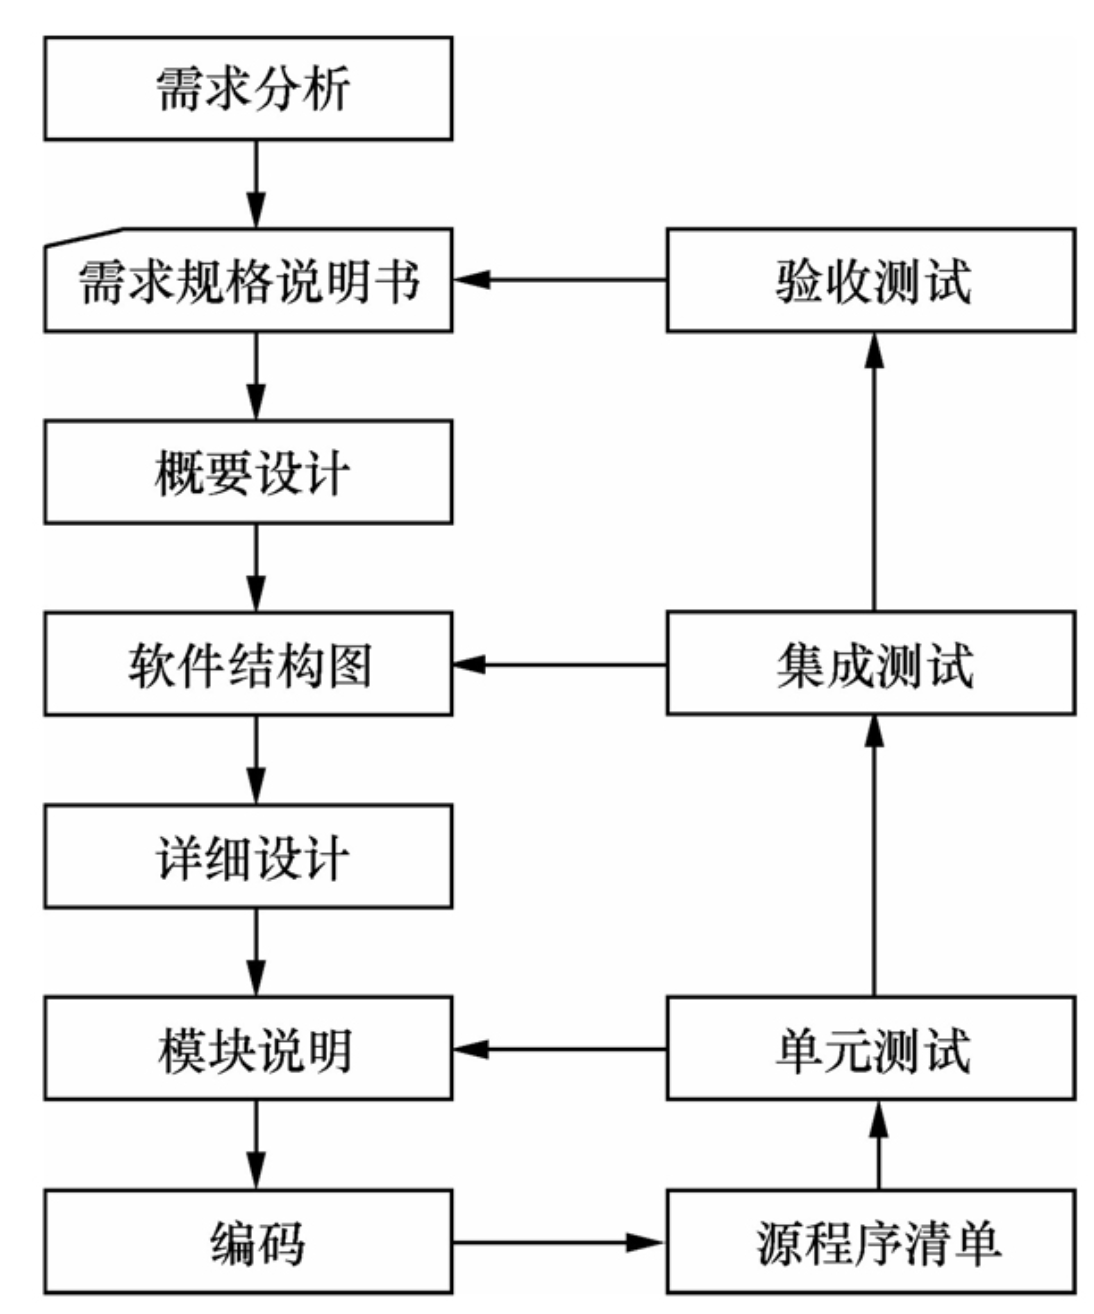 需求分析
需求规格说明书
验收测试
概要设计
软件结构图
集成测试
详细设计
模块说明
单元测试
编码
源程序清单